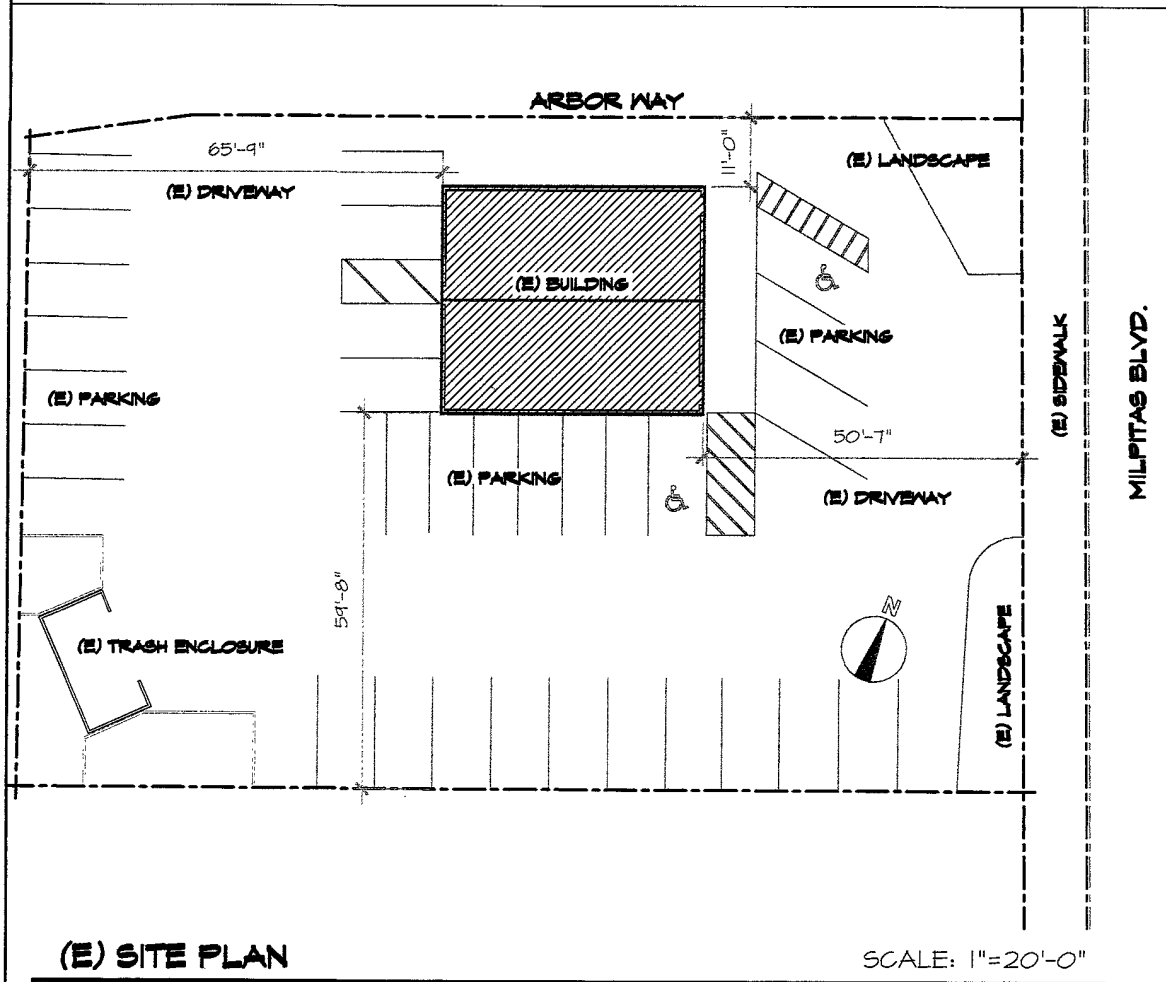 ARBOR WAY
65'-9"
11'-0"
(E) LANDSCAPE
(E) DRIVEWAY
(E) BUILDING
(E) PARKING
(E) SIDEWALK
MILPITAS BLVD.
(E) PARKING
50'-7"
(E) PARKING
(E) DRIVEWAY
59'-8"
N
(E) TRASH ENCLOSURE
(E) LANDSCAPE
(E) SITE PLAN
SCALE: 1"=20'-0"